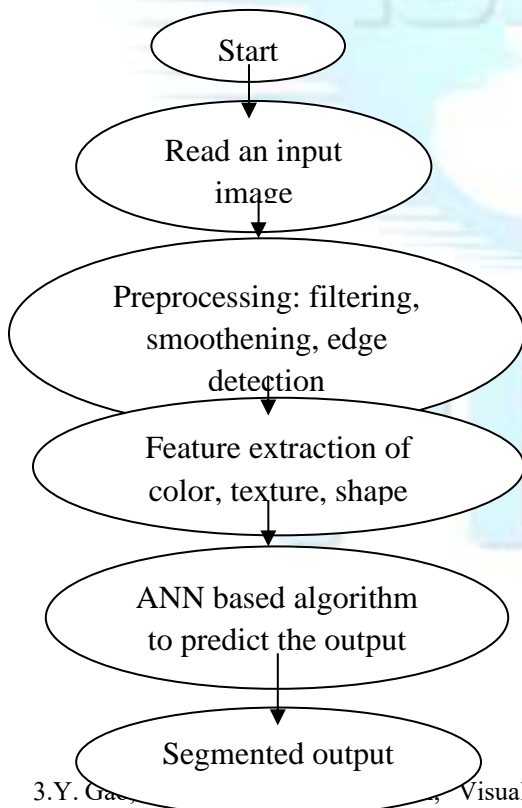 Start
Read an input
image
Preprocessing: filtering,
smoothening, edge
detection
Feature extraction of
color, texture, shape
ANN based algorithm
to predict the output
Segmented output
3.Y. Gao, Visual